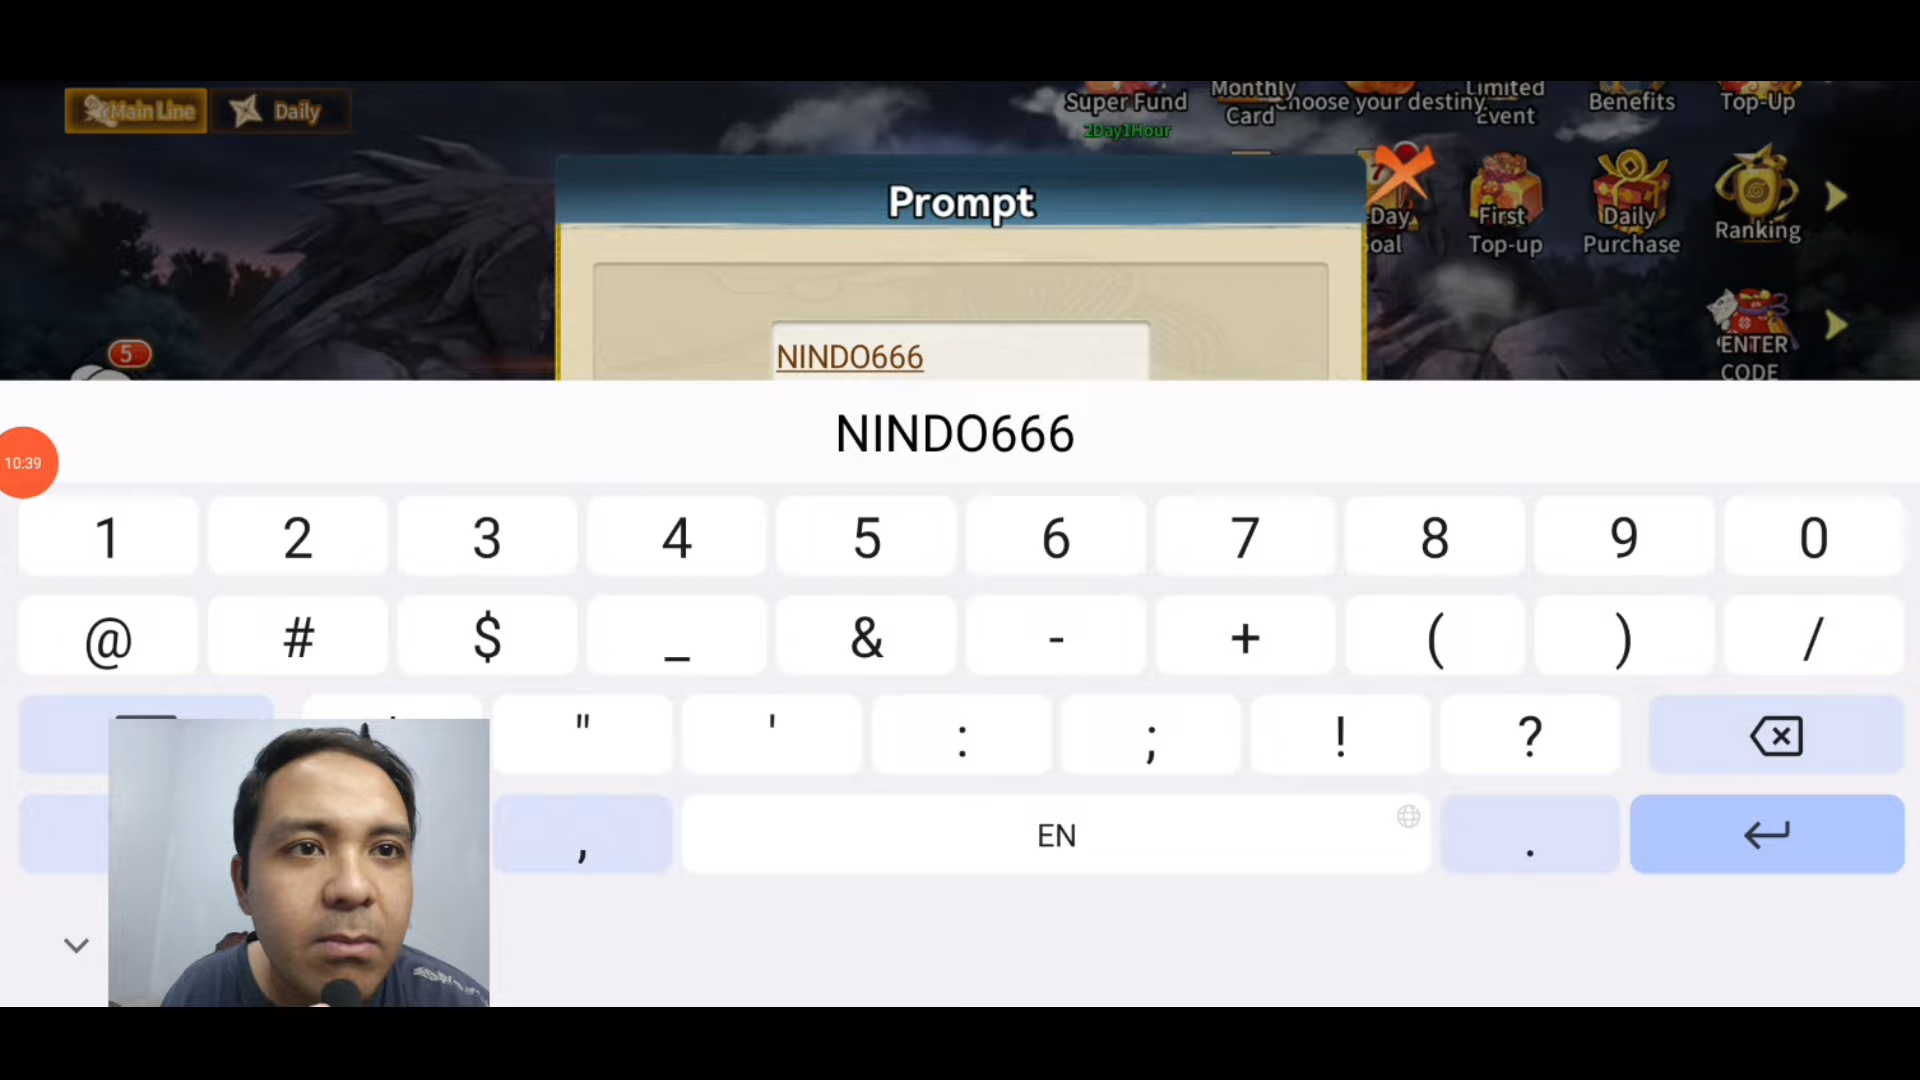 Main Line
Daily
Super Fund
2Day1Hour
Monthly
Card
Choose your destiny
Limited
Event
Benefits
Top-Up
Prompt
Day
First
Top-up
Daily
Purchase
Ranking
5
NINDO666
ENTER
CODE
NINDO666
10:39
1 2 3 4 5 6 7 8 9 0
@ # $ _ & - + ( ) /
" ' : ; ! ?
, EN .